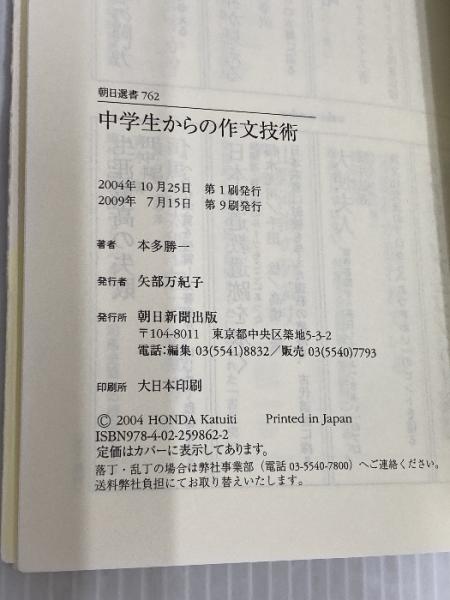 朝日選書 762
中学生からの作文技術
2004年10月25日 第1刷発行
2009年 7月15日 第9刷発行
著者 本多勝一
発行者 矢部万紀子
発行所 朝日新聞出版
〒104-8011 東京都中央区築地5-3-2
電話:編集 03(5541)8832/販売 03(5540)7793
印刷所 大日本印刷
© 2004 HONDA Katuiti Printed in Japan
ISBN978-4-02-259862-2
定価はカバーに表示してあります。
落丁・乱丁の場合は弊社事業部(電話 03-5540-7800)へご連絡ください。
送料弊社負担にてお取り替えいたします。